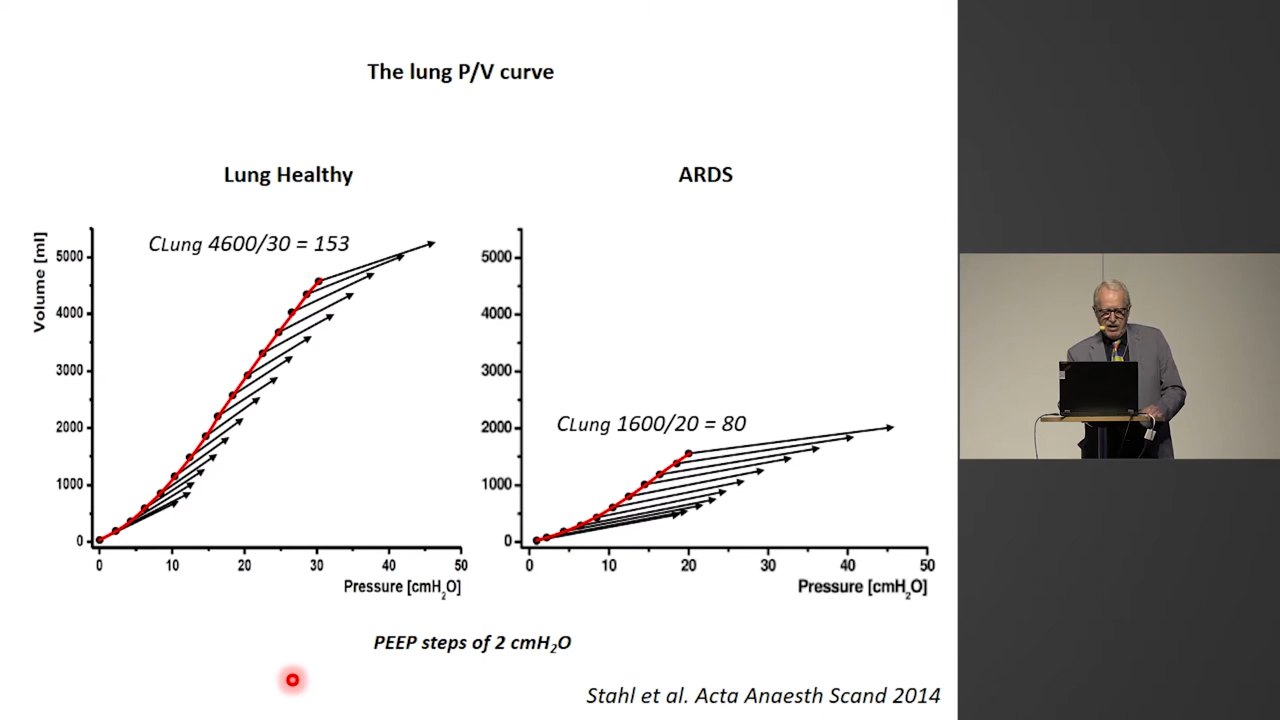 The lung P/V curve
Lung Healthy
ARDS
CLung 4600/30 = 153
Volume [ml]
5000
4000
3000
2000
1000
0
0
10
20
30
40
50
Pressure [cmH₂O]
CLung 1600/20 = 80
5000
4000
3000
2000
1000
0
0
10
20
30
40
50
Pressure [cmH₂O]
PEEP steps of 2 cmH₂O
Stahl et al. Acta Anaesth Scand 2014